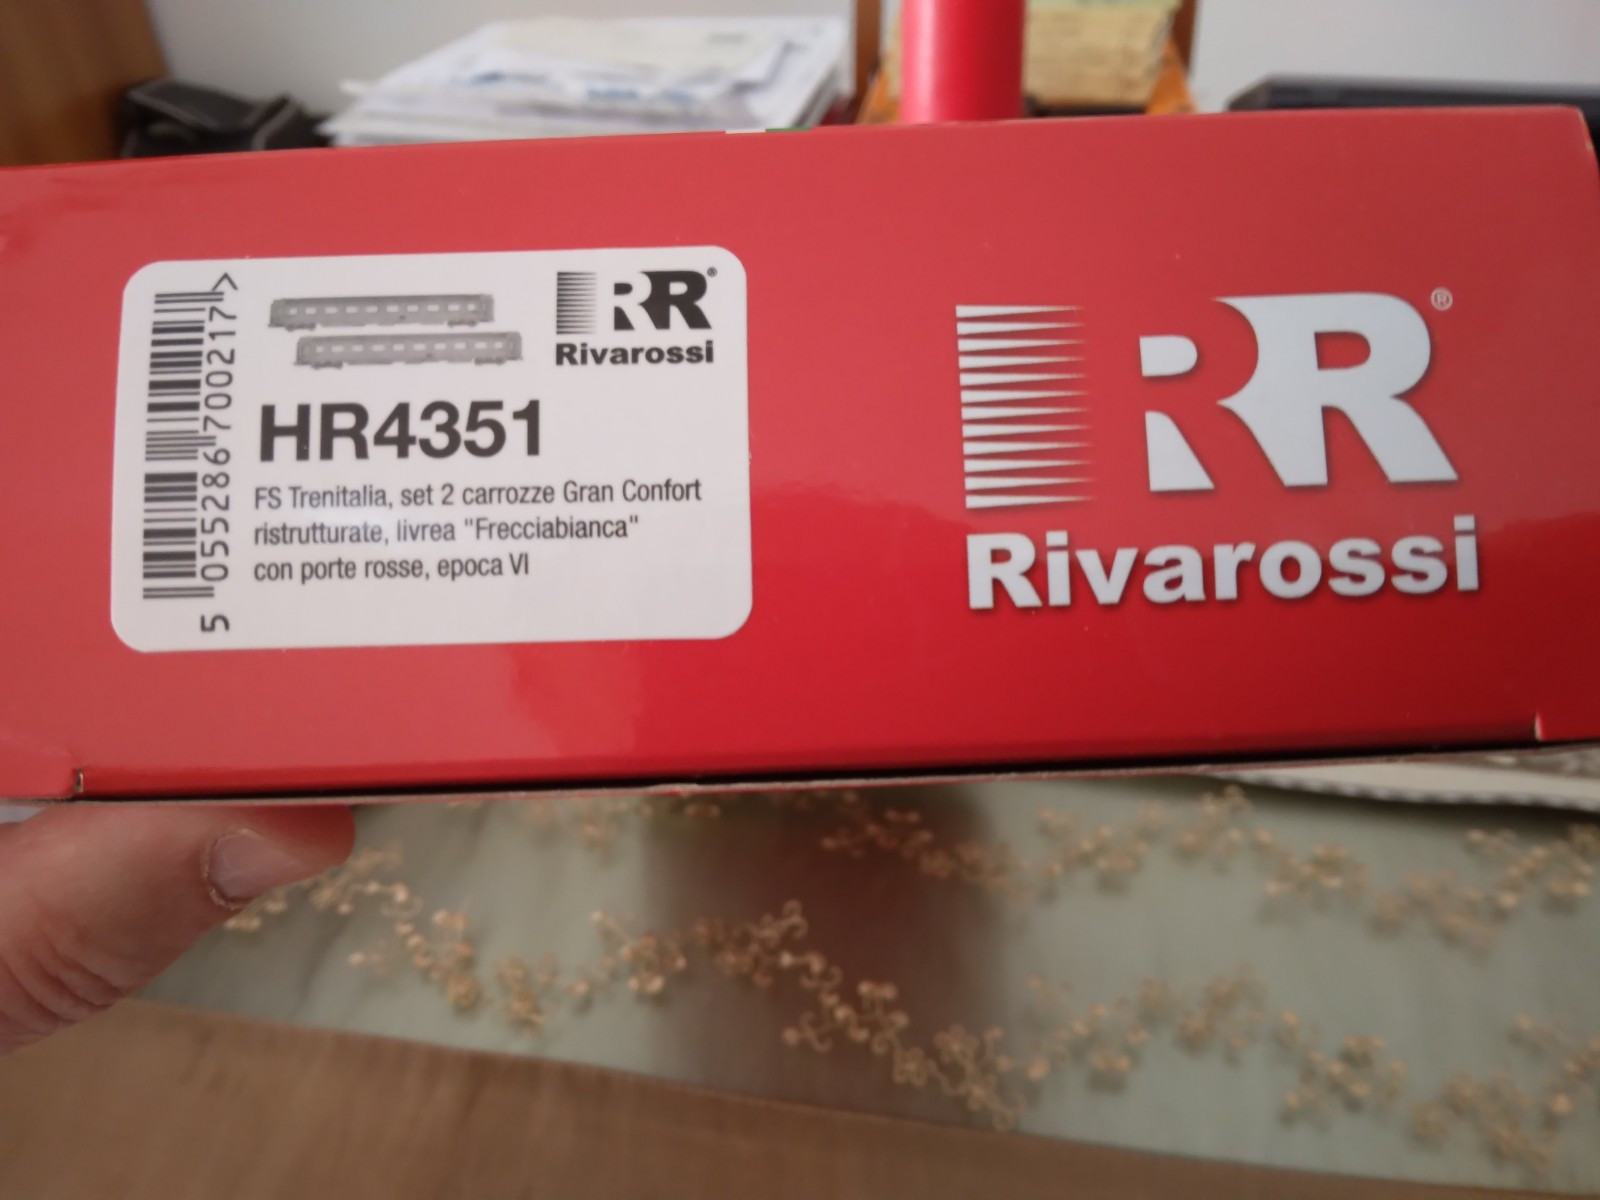 RR®
Rivarossi
HR4351
FS Trenitalia, set 2 carrozze Gran Confort
ristrutturate, livrea "Frecciabianca"
con porte rosse, epoca VI
5 055286 700217 >
RR®
Rivarossi